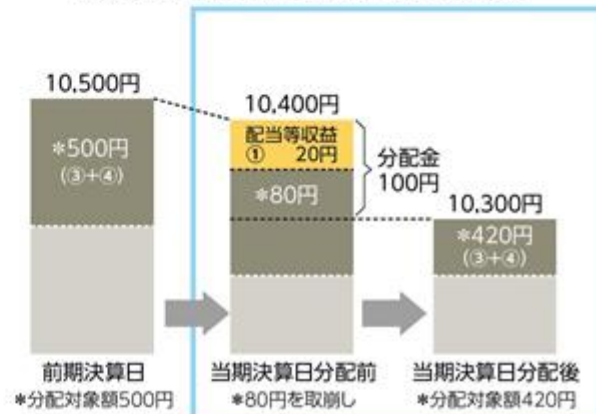 10,500円
*500円
(③+④)
前期決算日
*分配対象額500円
10,400円
配当等収益
① 20円
*80円
分配金
100円
当期決算日分配前
*80円を取崩し
10,300円
*420円
(③+④)
当期決算日分配後
*分配対象額420円